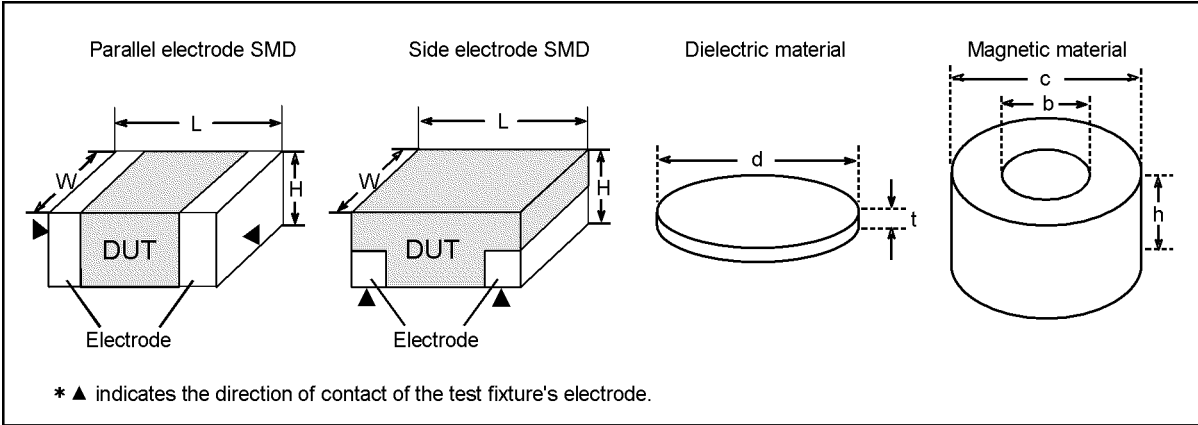 Parallel electrode SMD
Side electrode SMD
Dielectric material
Magnetic material
L
W
H
DUT
Electrode
L
W
H
DUT
Electrode
d
t
c
b
h
* ▲ indicates the direction of contact of the test fixture's electrode.